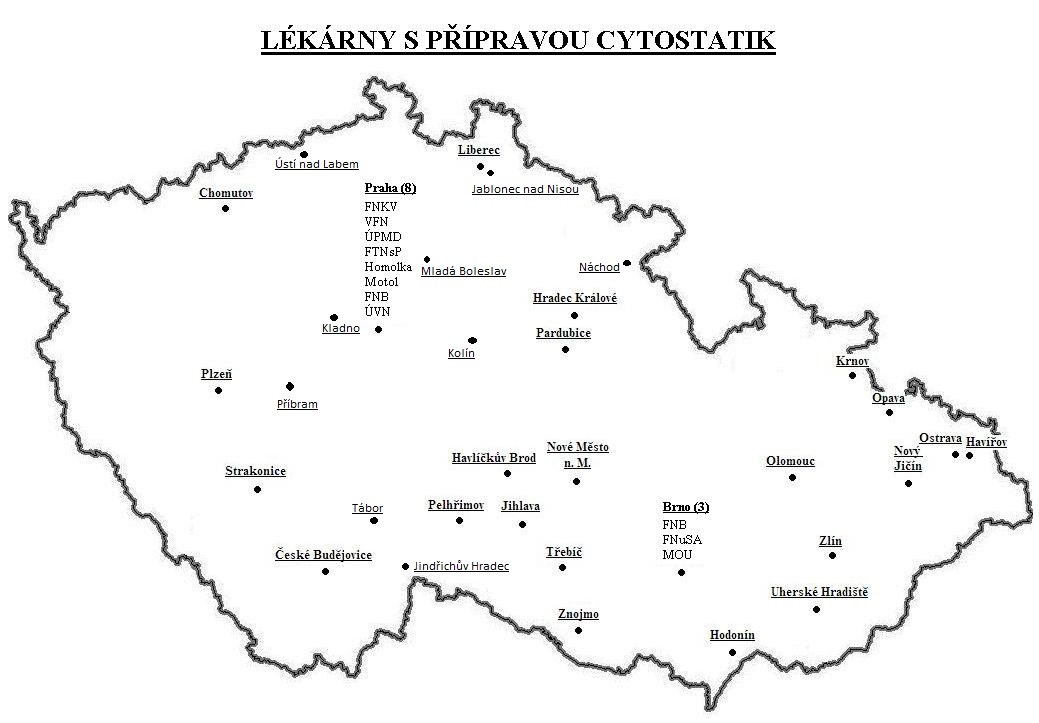 LÉKÁRNY S PŘÍPRAVOU CYTOSTATIK
Liberec
Ústí nad Labem
Chomutov
Praha (8)
FNKV
VFN
ÚPMD
FTNsP
Homolka
Motol
FNB
ÚVN
Jablonec nad Nisou
Mladá Boleslav
Náchod
Hradec Králové
Kladno
Pardubice
Kolín
Krnov
Plzeň
Příbram
Opava
Ostrava
Havířov
Nové Město
n. M.
Havlíčkův Brod
Nový
Jičín
Olomouc
Strakonice
Tábor
Pelhřimov
Jihlava
Brno (3)
FNB
FNuSA
MOU
Zlín
České Budějovice
Třebíč
Jindřichův Hradec
Uherské Hradiště
Znojmo
Hodonín